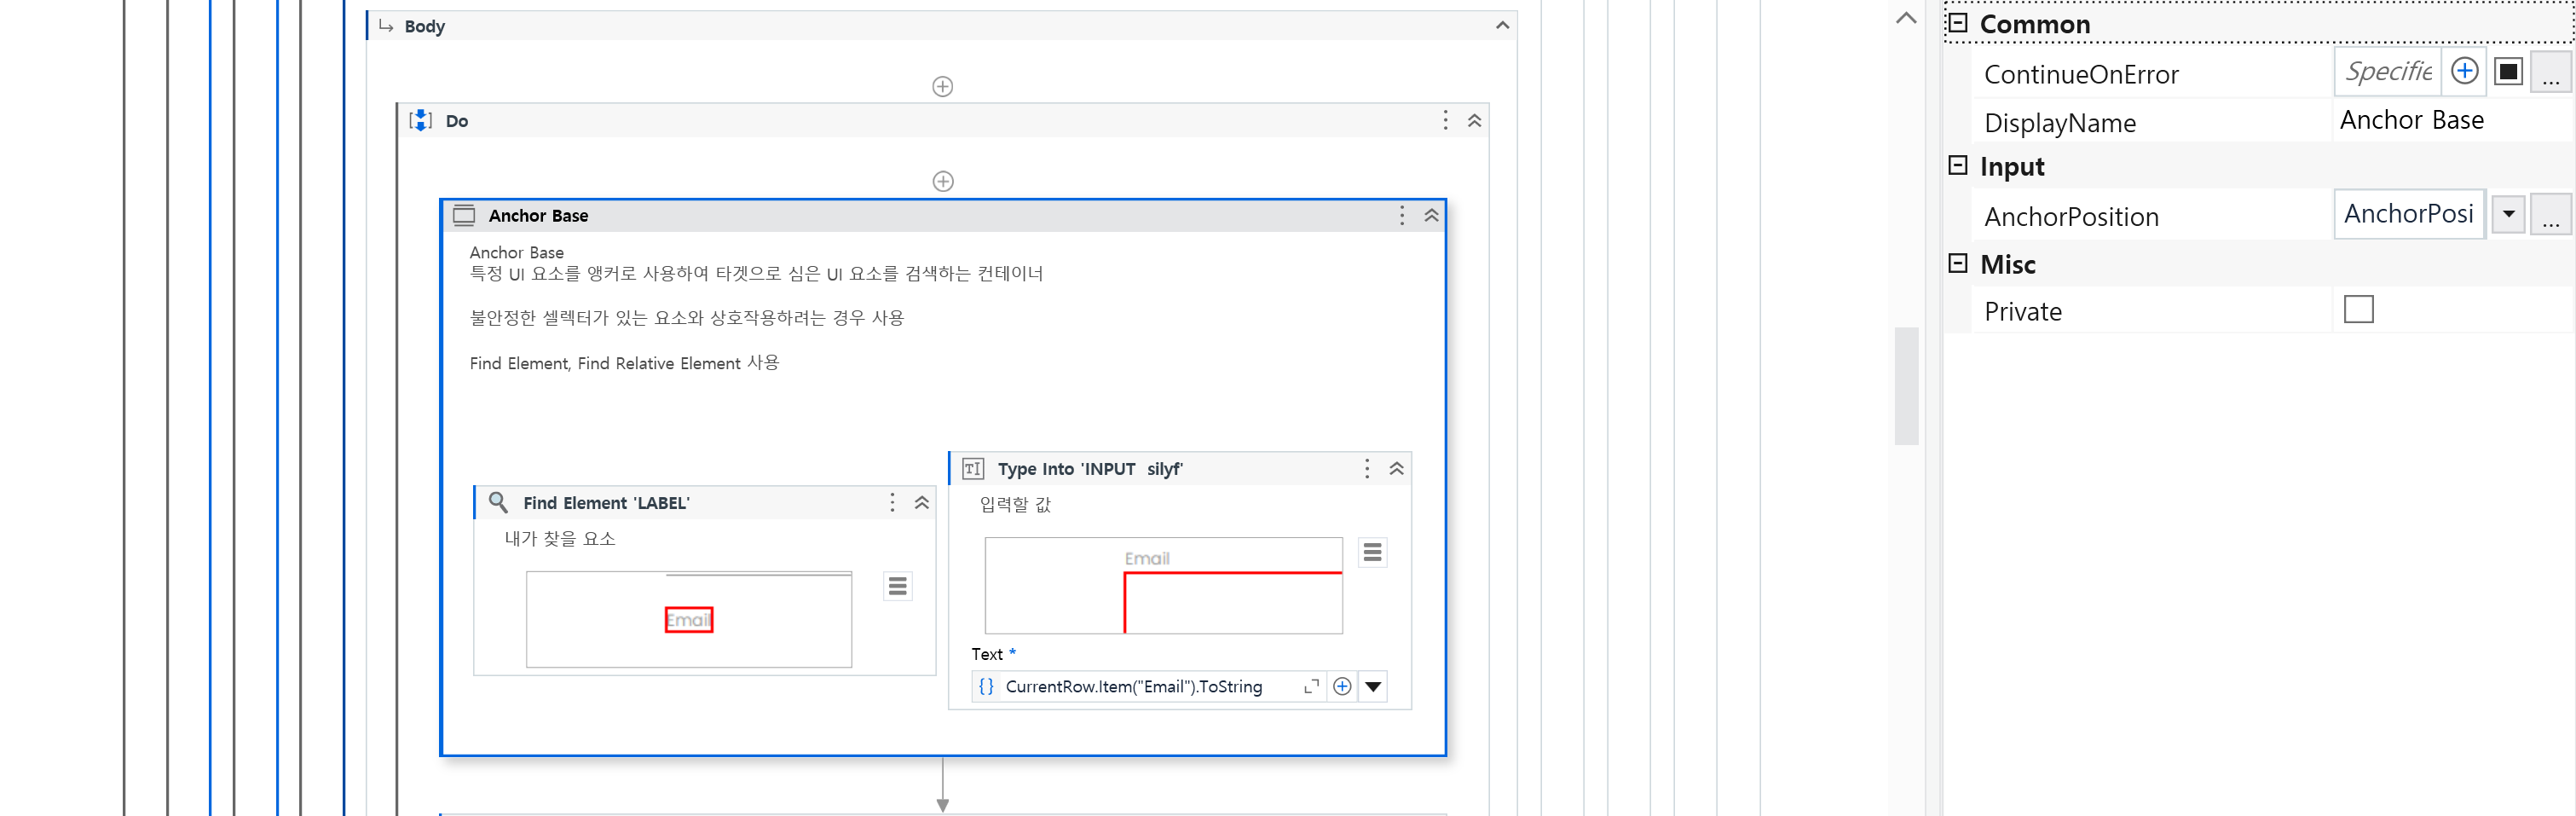 Body
Do
Anchor Base
Anchor Base
특정 UI 요소를 앵커로 사용하여 타겟으로 심은 UI 요소를 검색하는 컨테이너
불안정한 셀렉터가 있는 요소와 상호작용하려는 경우 사용
Find Element, Find Relative Element 사용
Find Element 'LABEL'
내가 찾을 요소
Email
Type Into 'INPUT  silyf'
입력할 값
Email
Text *
{} CurrentRow.Item("Email").ToString
Common
ContinueOnError Specifie ...
DisplayName Anchor Base
Input
AnchorPosition AnchorPosi ...
Misc
Private